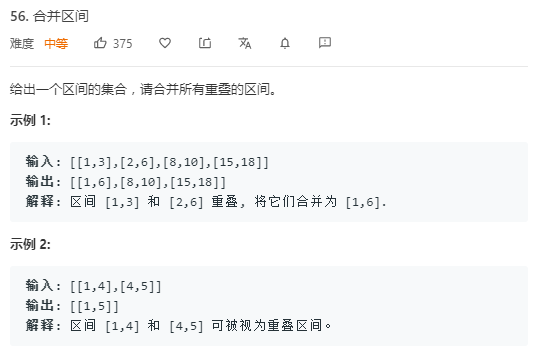 56. 合并区间
难度 中等 375
给出一个区间的集合，请合并所有重叠的区间。
示例 1:
输入: [[1,3],[2,6],[8,10],[15,18]]
输出: [[1,6],[8,10],[15,18]]
解释: 区间 [1,3] 和 [2,6] 重叠, 将它们合并为 [1,6].
示例 2:
输入: [[1,4],[4,5]]
输出: [[1,5]]
解释: 区间 [1,4] 和 [4,5] 可被视为重叠区间。